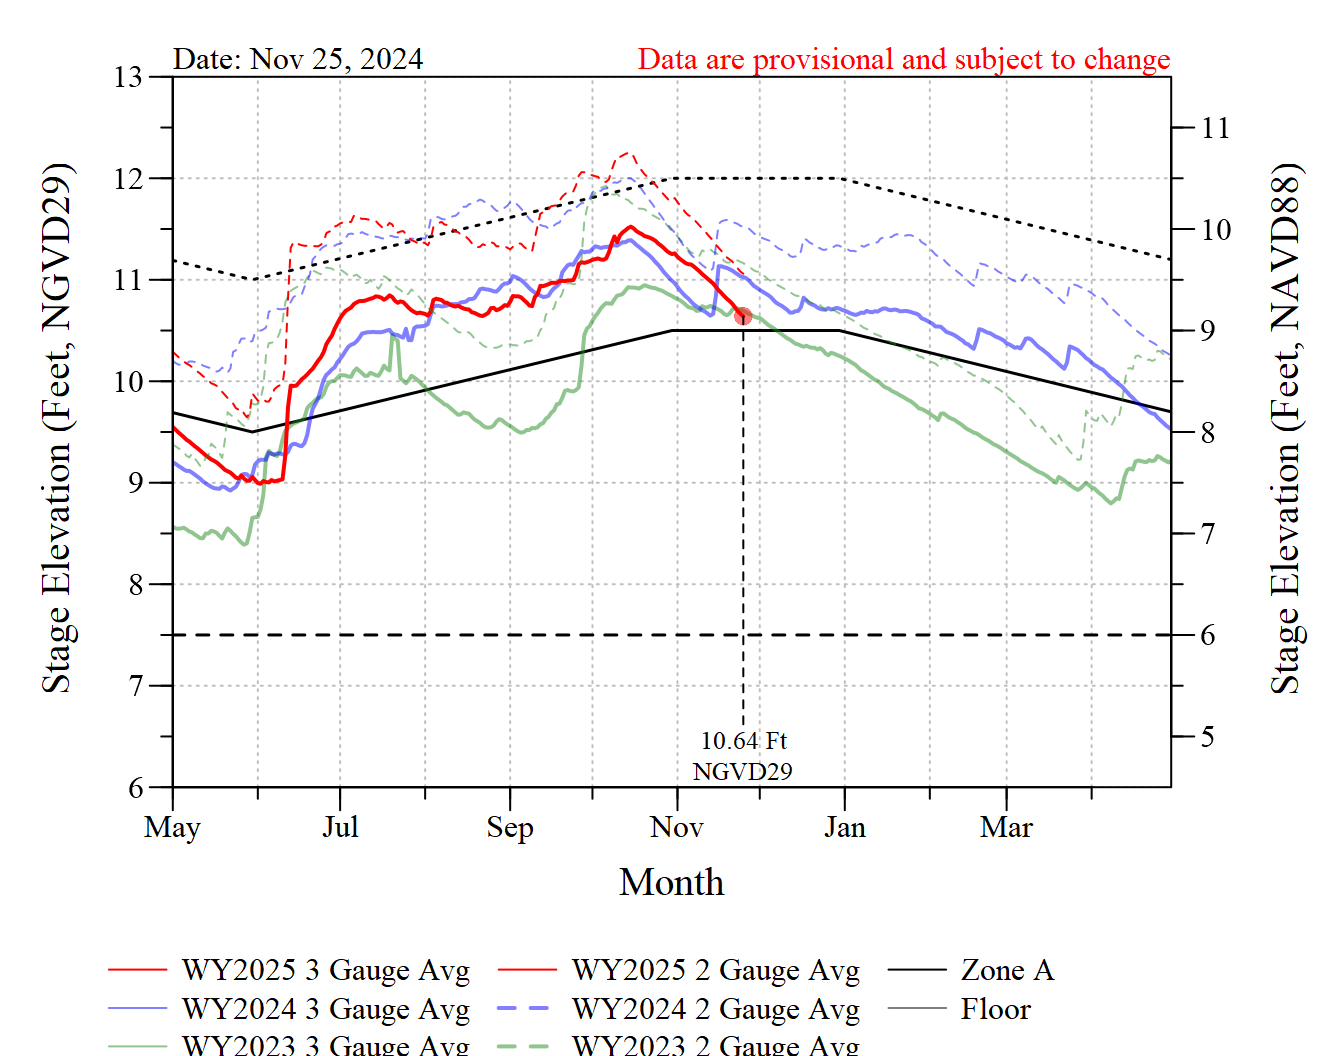 Date: Nov 25, 2024
Data are provisional and subject to change
13
12
11
10
9
8
7
6
11
10
9
8
7
6
5
Stage Elevation (Feet, NGVD29)
Stage Elevation (Feet, NAVD88)
10.64 Ft
NGVD29
May Jul Sep Nov Jan Mar
Month
WY2025 3 Gauge Avg WY2025 2 Gauge Avg Zone A
WY2024 3 Gauge Avg WY2024 2 Gauge Avg Floor
WY2023 3 Gauge Avg WY2023 2 Gauge Avg